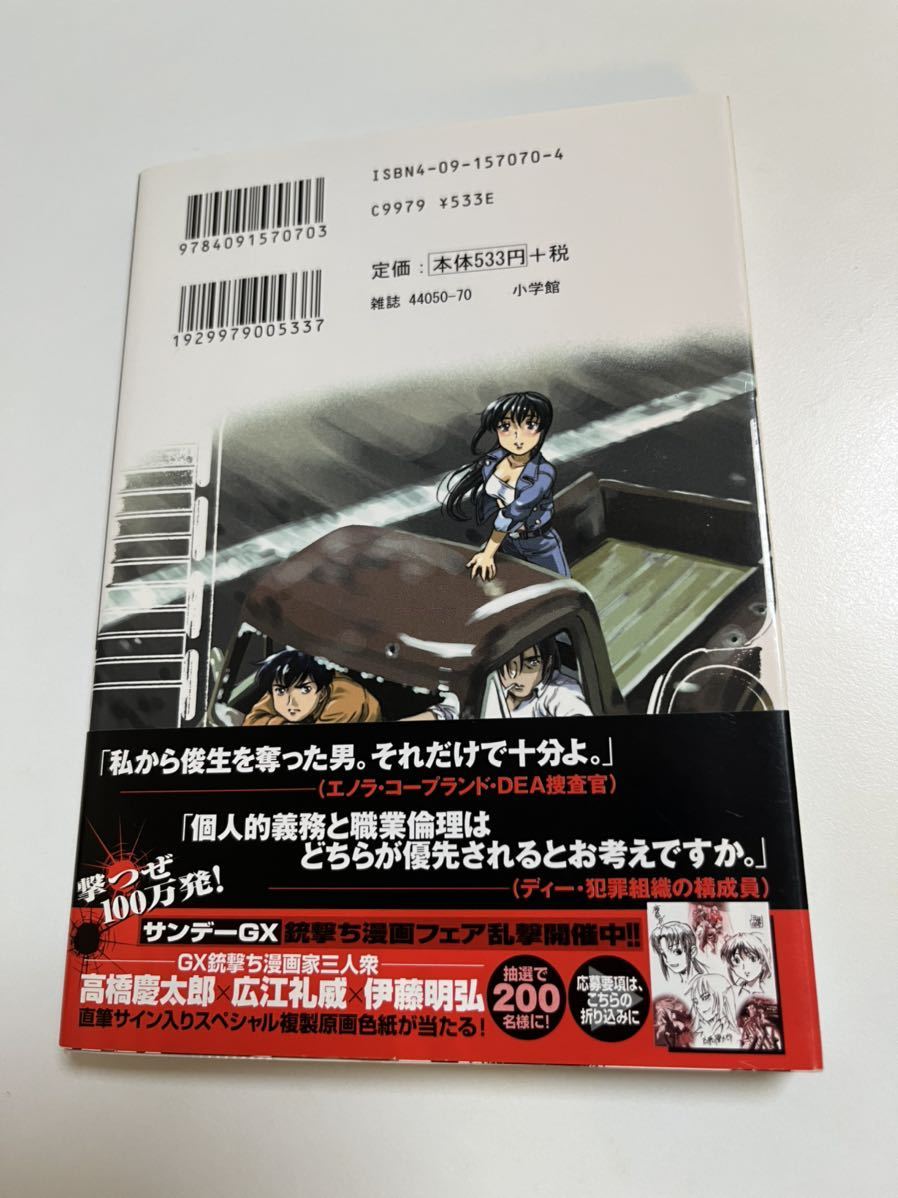 ISBN4-09-157070-4
C9979 ¥533E
9784091570703
定価：本体533円＋税
雑誌 44050-70 小学館
1929979005337
「私から俊生を奪った男。それだけで十分よ。」
（エノラ・コープランド・DEA捜査官）
「個人的義務と職業倫理は
どちらが優先されるとお考えですか。」
（ディー・犯罪組織の構成員）
撃つぜ
100万発！
サンデーGX 銃撃ち漫画フェア乱撃開催中!!
GX銃撃ち漫画家三人衆
高橋慶太郎×広江礼威×伊藤明弘
直筆サイン入りスペシャル複製原画色紙が当たる！
抽選で
200
名様に！
応募要項は、
こちらの
折り込みに